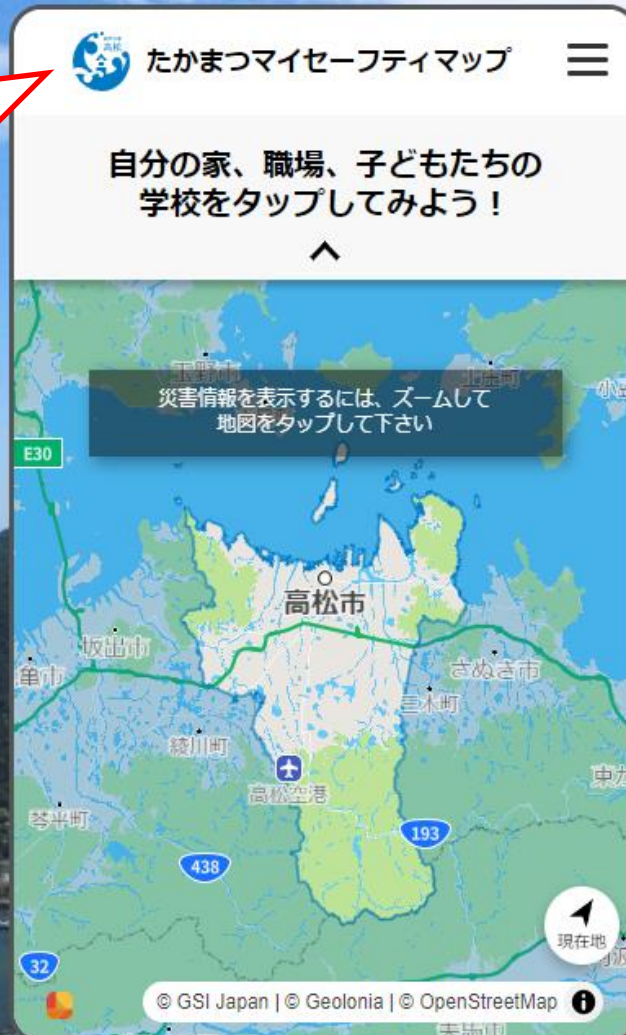 たかまつマイセーフティマップ
自分の家、職場、子どもたちの
学校をタップしてみよう！
玉野市
災害情報を表示するには、ズームして
地図をタップして下さい
E30
高松市
坂出市
さぬき市
亀市
三木町
綾川町
高松空港
琴平町
193
438
現在地
32
© GSI Japan | © Geolonia | © OpenStreetMap